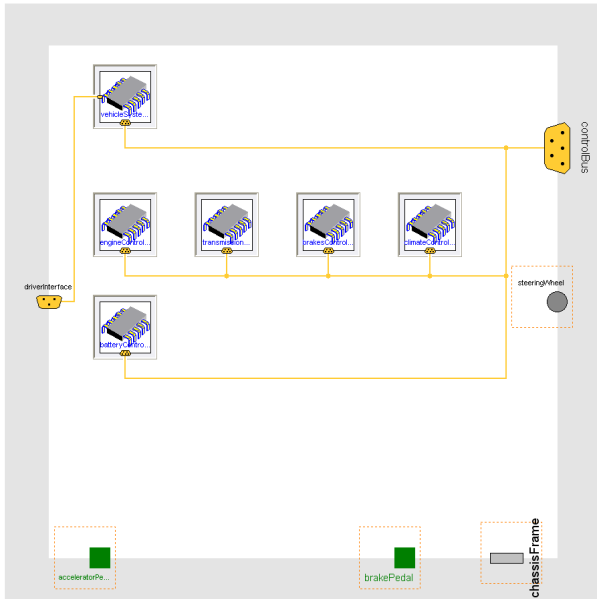 vehicleSyste...
controlBus
engineControl...
transmission...
brakesControl...
climateControl...
driverInterface
steeringWheel
batteryContro...
acceleratorPe...
brakePedal
chassisFrame